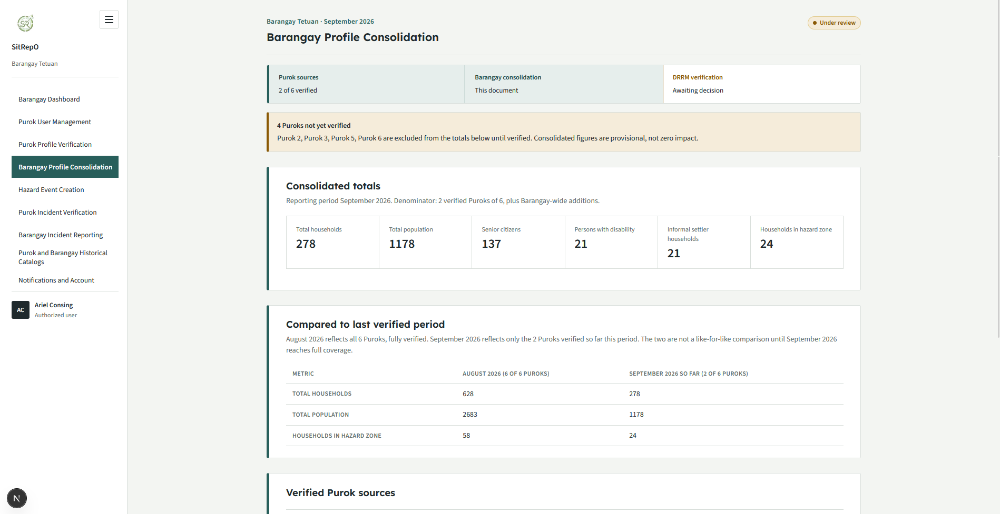 SitRepO
Barangay Tetuan
Barangay Dashboard
Purok User Management
Purok Profile Verification
Barangay Profile Consolidation
Hazard Event Creation
Purok Incident Verification
Barangay Incident Reporting
Purok and Barangay Historical
Catalogs
Notifications and Account
AC
Ariel Consing
Authorized user
N
Barangay Tetuan · September 2026
Under review
Barangay Profile Consolidation
Purok sources
2 of 6 verified
Barangay consolidation
This document
DRRM verification
Awaiting decision
4 Puroks not yet verified
Purok 2, Purok 3, Purok 5, Purok 6 are excluded from the totals below until verified. Consolidated figures are provisional, not zero impact.
Consolidated totals
Reporting period September 2026. Denominator: 2 verified Puroks of 6, plus Barangay-wide additions.
Total households
278
Total population
1178
Senior citizens
137
Persons with disability
21
Informal settler
households
21
Households in hazard zone
24
Compared to last verified period
August 2026 reflects all 6 Puroks, fully verified. September 2026 reflects only the 2 Puroks verified so far this period. The two are not a like-for-like comparison until September 2026
reaches full coverage.
METRIC AUGUST 2026 (6 OF 6 PUROKS) SEPTEMBER 2026 SO FAR (2 OF 6 PUROKS)
TOTAL HOUSEHOLDS 628 278
TOTAL POPULATION 2683 1178
HOUSEHOLDS IN HAZARD ZONE 58 24
Verified Purok sources